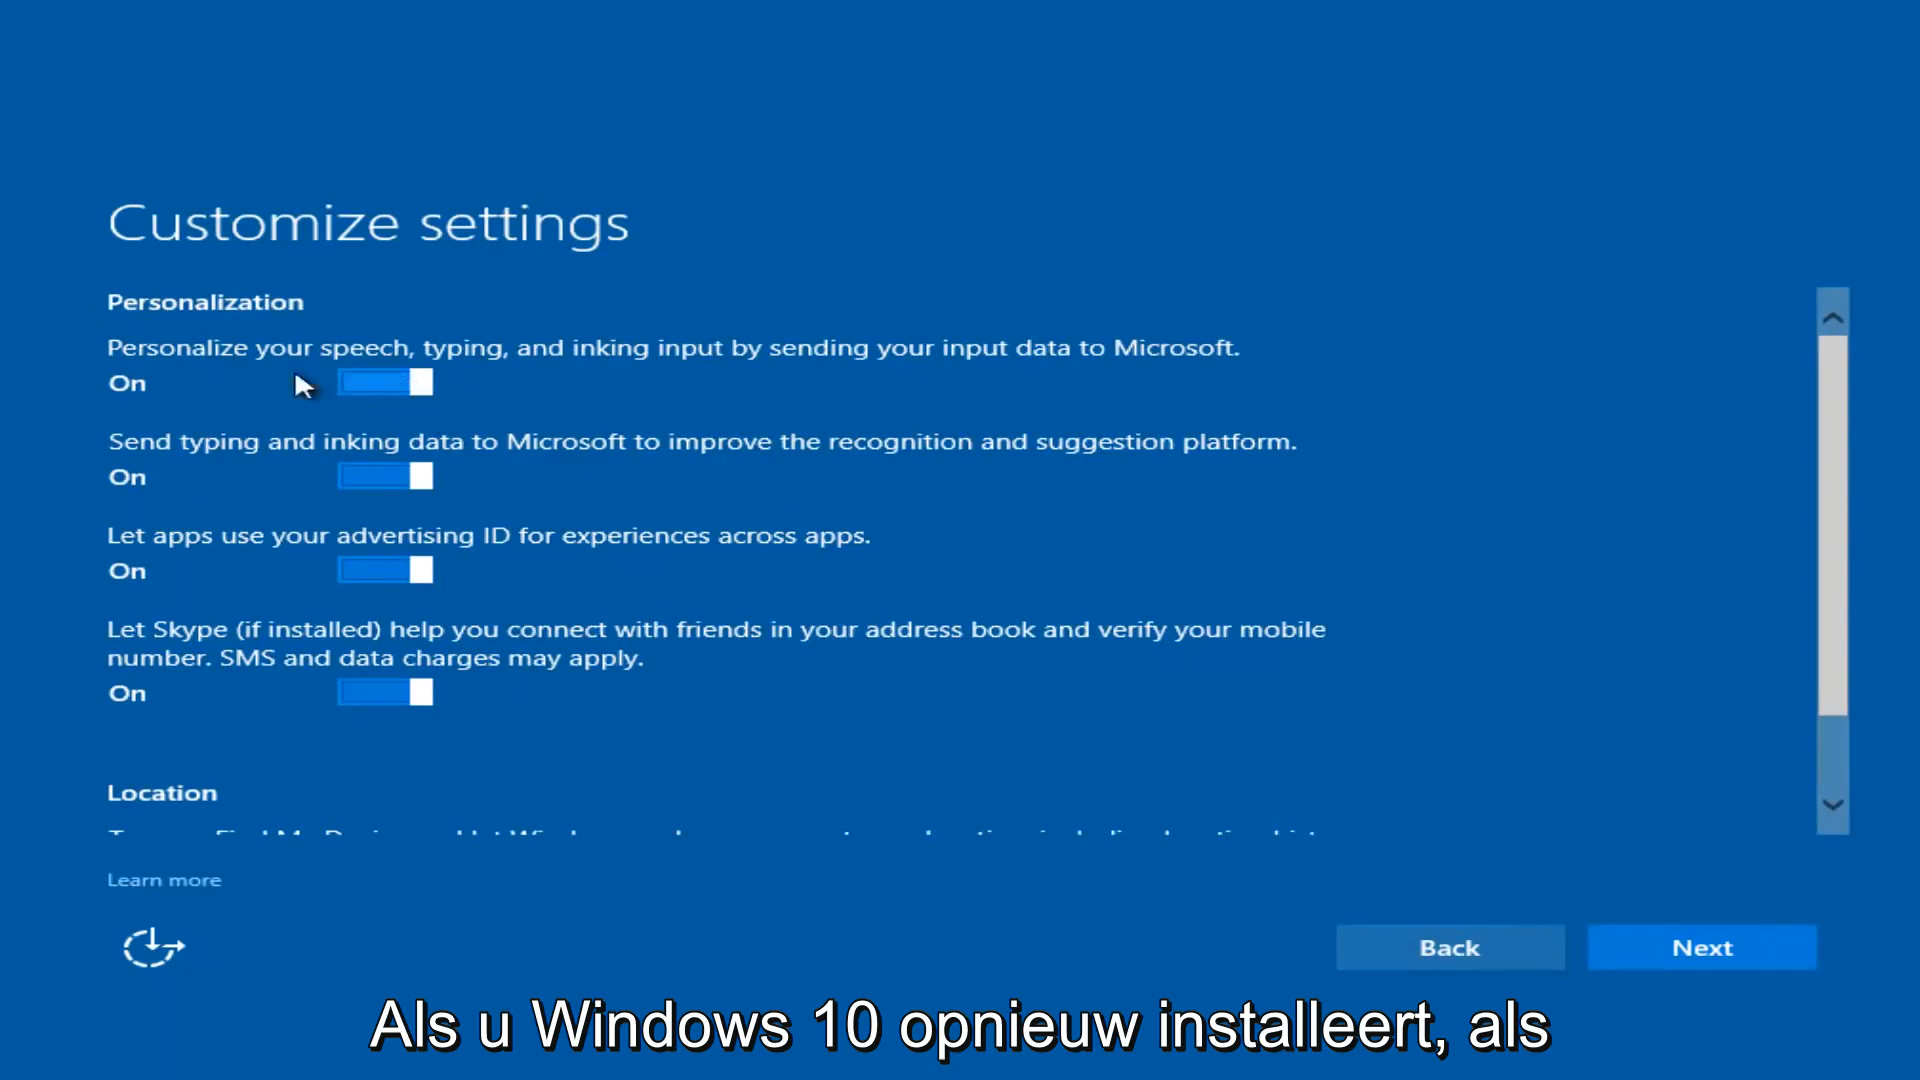 Customize settings
Personalization
Personalize your speech, typing, and inking input by sending your input data to Microsoft.
On
Send typing and inking data to Microsoft to improve the recognition and suggestion platform.
On
Let apps use your advertising ID for experiences across apps.
On
Let Skype (if installed) help you connect with friends in your address book and verify your mobile
number. SMS and data charges may apply.
On
Location
Learn more
Back
Next
Als u Windows 10 opnieuw installeert, als